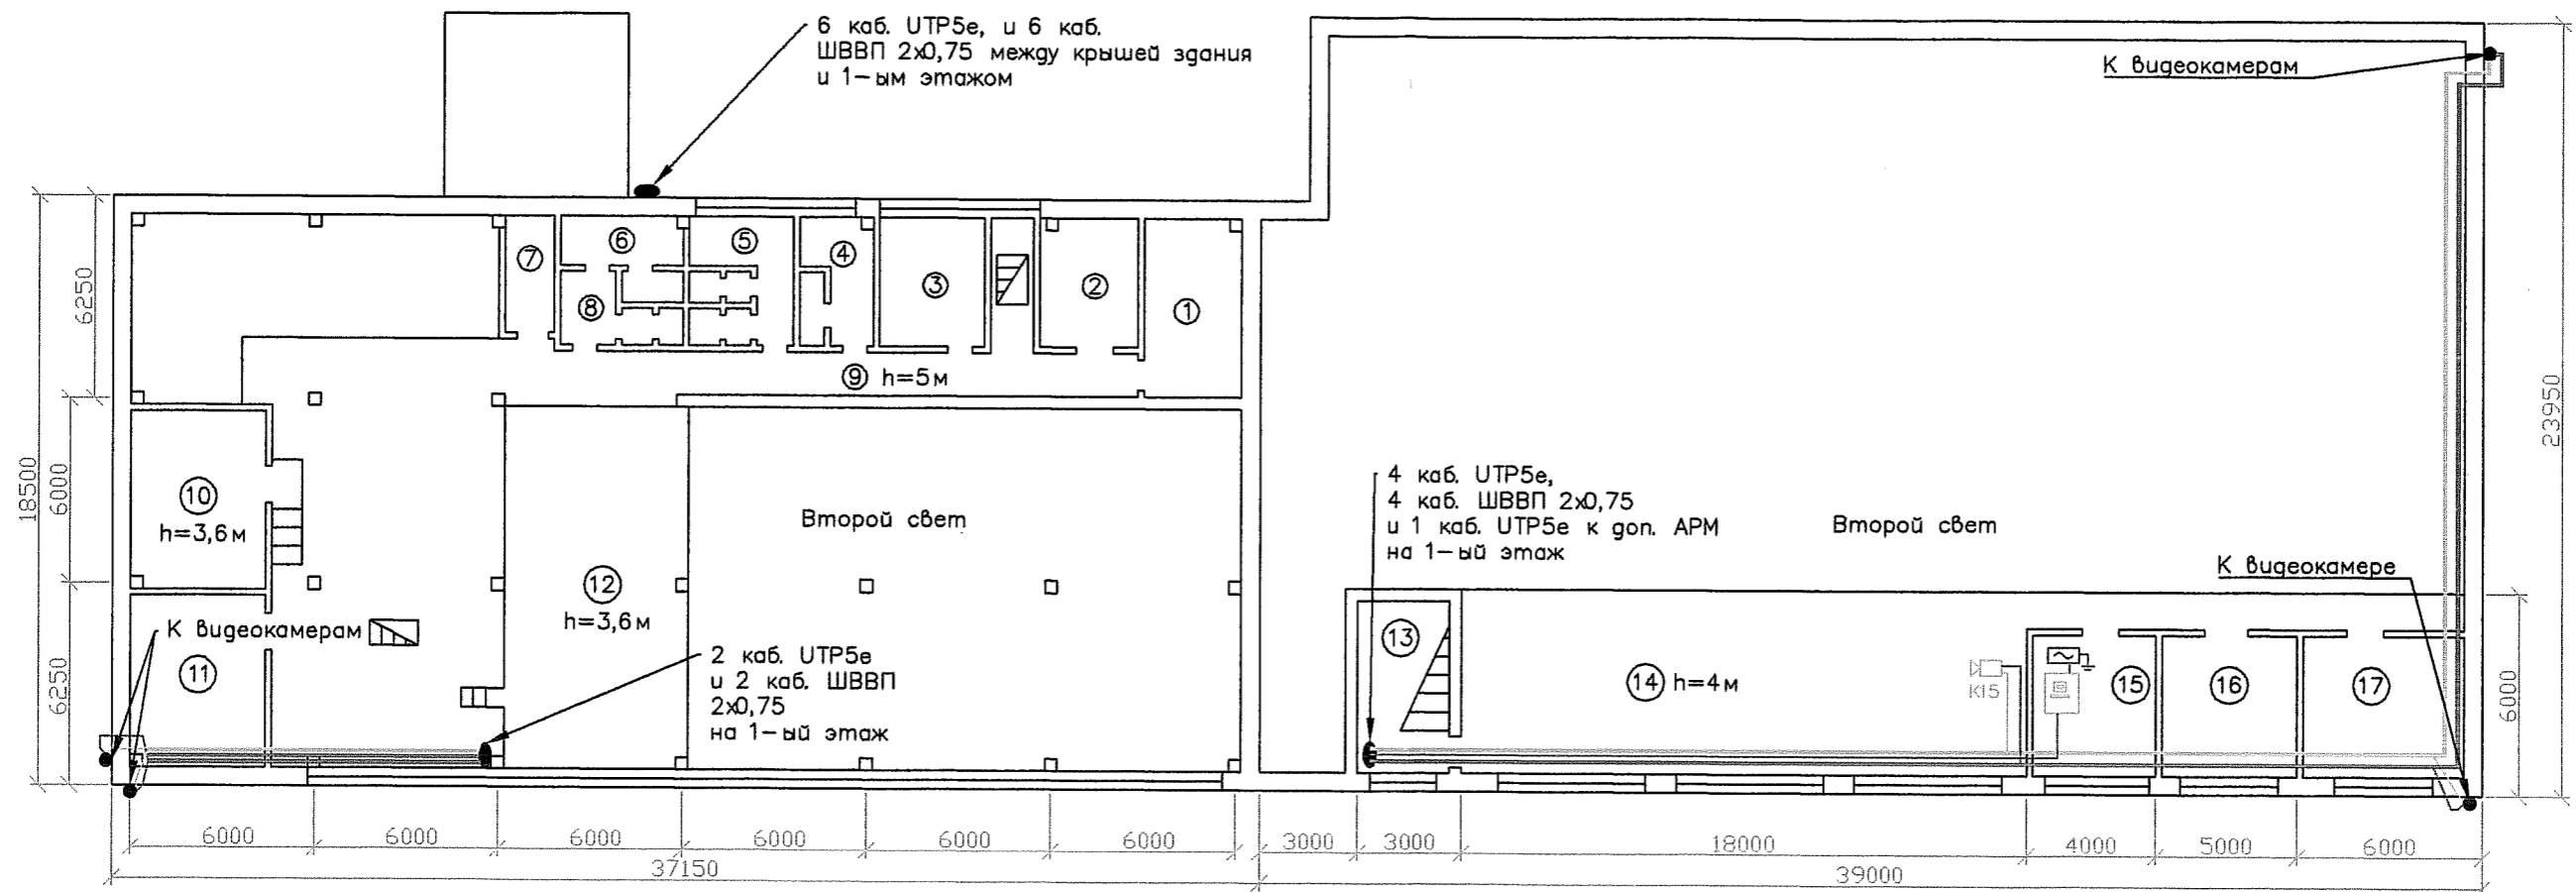 6 каб. UTP5e, и 6 каб.
ШВВП 2х0,75 между крышей здания
и 1-ым этажом
К видеокамерам
7
6
5
4
3
2
1
8
9 h=5м
10
h=3,6м
Второй свет
12
h=3,6м
К видеокамерам
11
2 каб. UTP5e
и 2 каб. ШВВП
2х0,75
на 1-ый этаж
4 каб. UTP5e,
4 каб. ШВВП 2х0,75
и 1 каб. UTP5e к доп. АРМ
на 1-ый этаж
Второй свет
К видеокамере
13
14 h=4м
К15
15
16
17
6250
18500
6000
6250
23950
6000
6000
6000
6000
6000
6000
6000
3000
3000
18000
4000
5000
6000
37150
39000